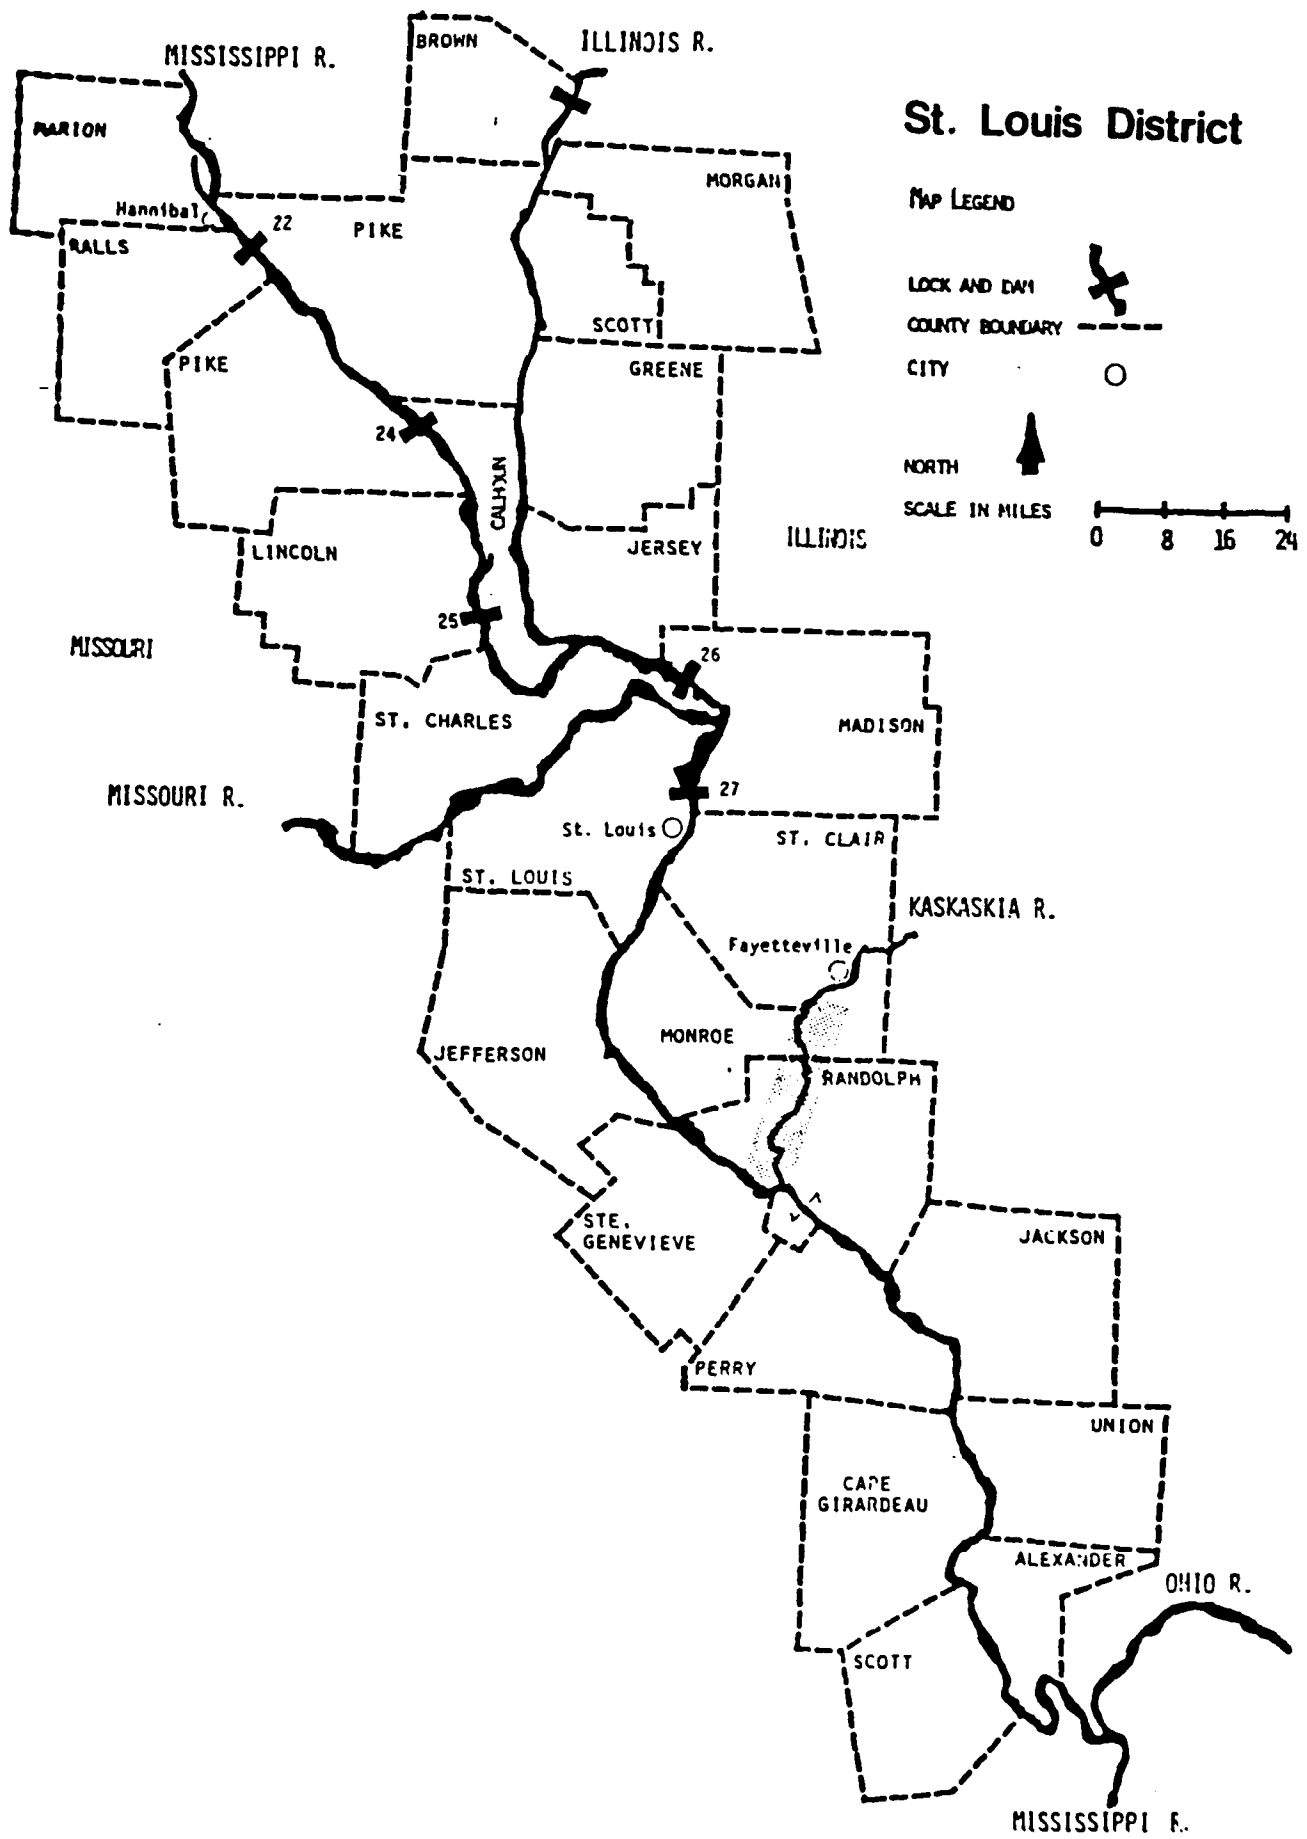 MISSISSIPPI R.
BROWN
ILLINOIS R.
St. Louis District
MARION
MORGAN
MAP LEGEND
Hannibal
22
PIKE
RALLS
LOCK AND DAM
SCOTT
COUNTY BOUNDARY
PIKE
GREENE
CITY
24
CALHOUN
NORTH
SCALE IN MILES
0 8 16 24
LINCOLN
JERSEY
ILLINOIS
25
MISSOURI
26
ST. CHARLES
MADISON
MISSOURI R.
27
St. Louis
ST. CLAIR
ST. LOUIS
KASKASKIA R.
Fayetteville
MONROE
JEFFERSON
RANDOLPH
STE.
GENEVIEVE
JACKSON
PERRY
UNION
CAPE
GIRARDEAU
ALEXANDER
OHIO R.
SCOTT
MISSISSIPPI R.